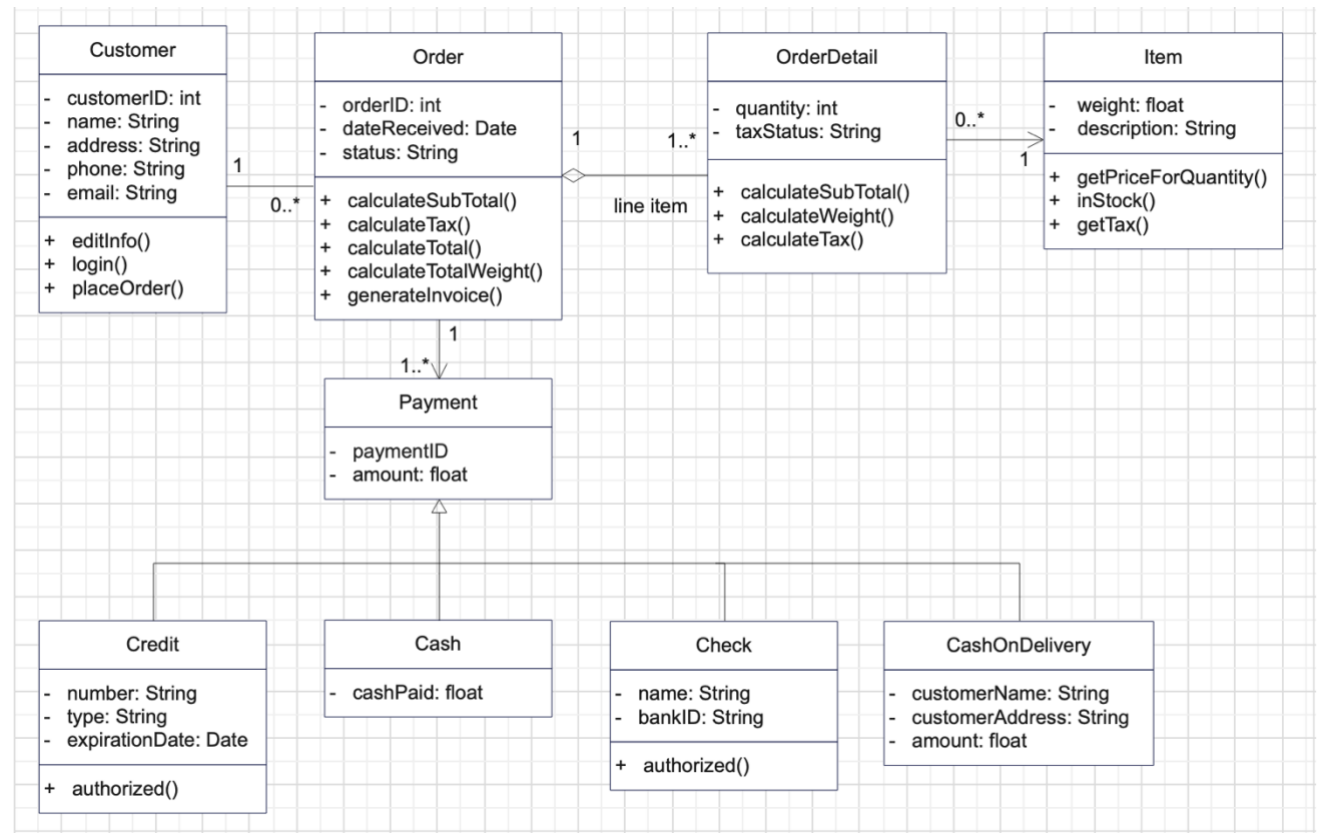 Customer
- customerID: int
- name: String
- address: String
- phone: String
- email: String
+ editInfo()
+ login()
+ placeOrder()
1
0..*
Order
- orderID: int
- dateReceived: Date
- status: String
+ calculateSubTotal()
+ calculateTax()
+ calculateTotal()
+ calculateTotalWeight()
+ generateInvoice()
1
1..*
line item
OrderDetail
- quantity: int
- taxStatus: String
+ calculateSubTotal()
+ calculateWeight()
+ calculateTax()
0..*
1
Item
- weight: float
- description: String
+ getPriceForQuantity()
+ inStock()
+ getTax()
1
1..*
Payment
- paymentID
- amount: float
Credit
- number: String
- type: String
- expirationDate: Date
+ authorized()
Cash
- cashPaid: float
Check
- name: String
- bankID: String
+ authorized()
CashOnDelivery
- customerName: String
- customerAddress: String
- amount: float